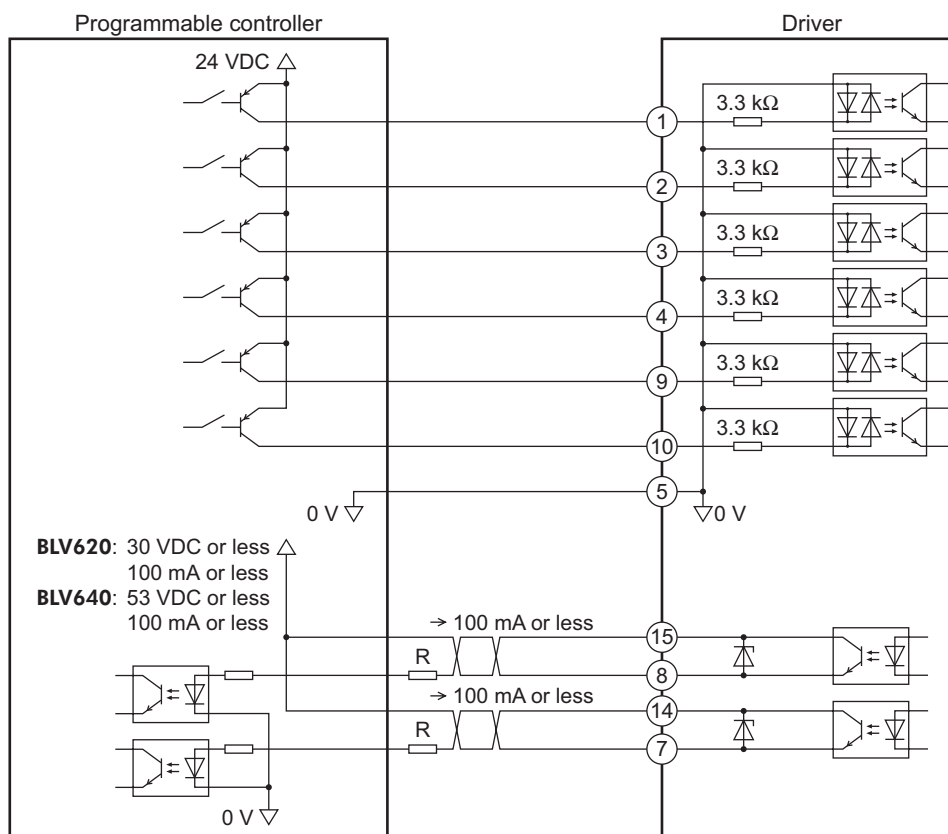 Programmable controller
Driver
24 VDC
3.3 kΩ
1
3.3 kΩ
2
3.3 kΩ
3
3.3 kΩ
4
3.3 kΩ
9
3.3 kΩ
10
5
0 V
0 V
BLV620: 30 VDC or less
100 mA or less
BLV640: 53 VDC or less
100 mA or less
→ 100 mA or less
15
R
8
→ 100 mA or less
14
R
7
0 V